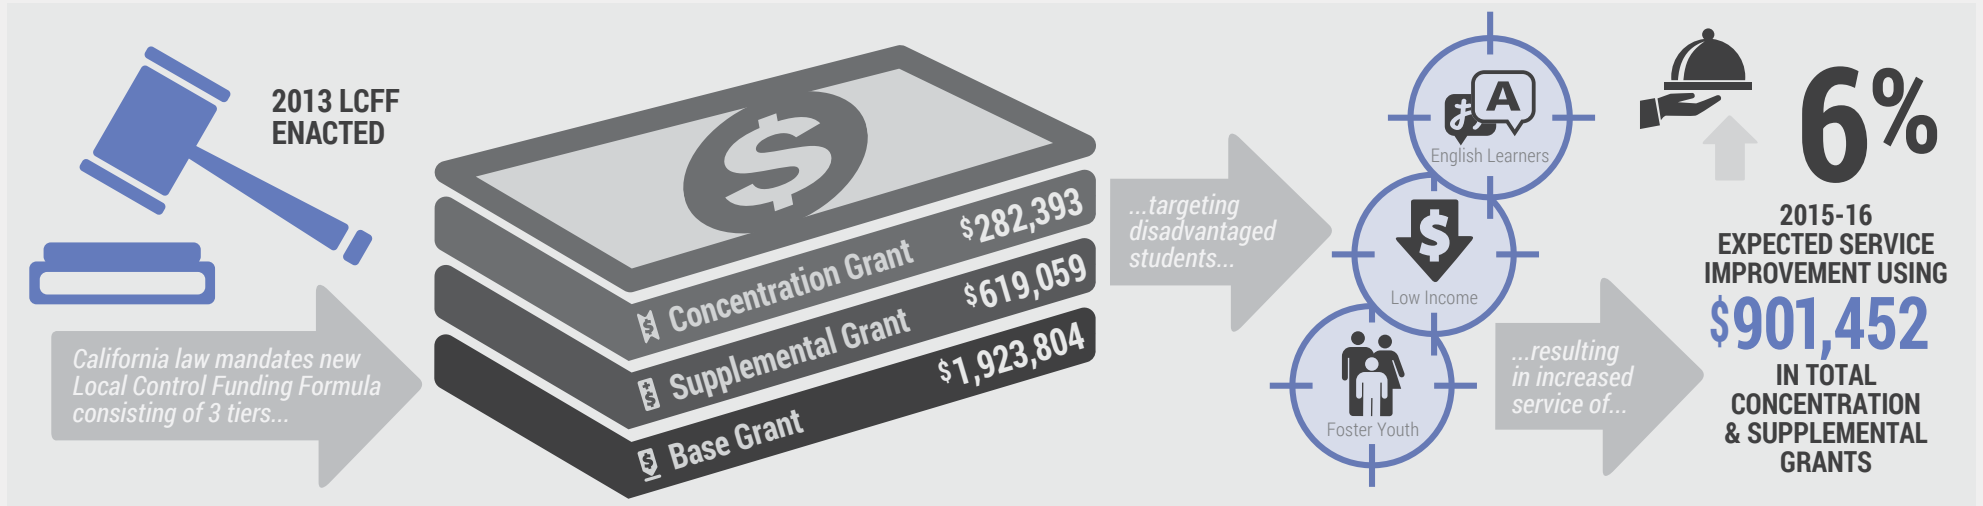 2013 LCFF
ENACTED
California law mandates new
Local Control Funding Formula
consisting of 3 tiers...
$
Concentration Grant $282,393
Supplemental Grant $619,059
Base Grant $1,923,804
...targeting
disadvantaged
students...
あ A
English Learners
$
Low Income
Foster Youth
...resulting
in increased
service of...
6%
2015-16
EXPECTED SERVICE
IMPROVEMENT USING
$901,452
IN TOTAL
CONCENTRATION
& SUPPLEMENTAL
GRANTS